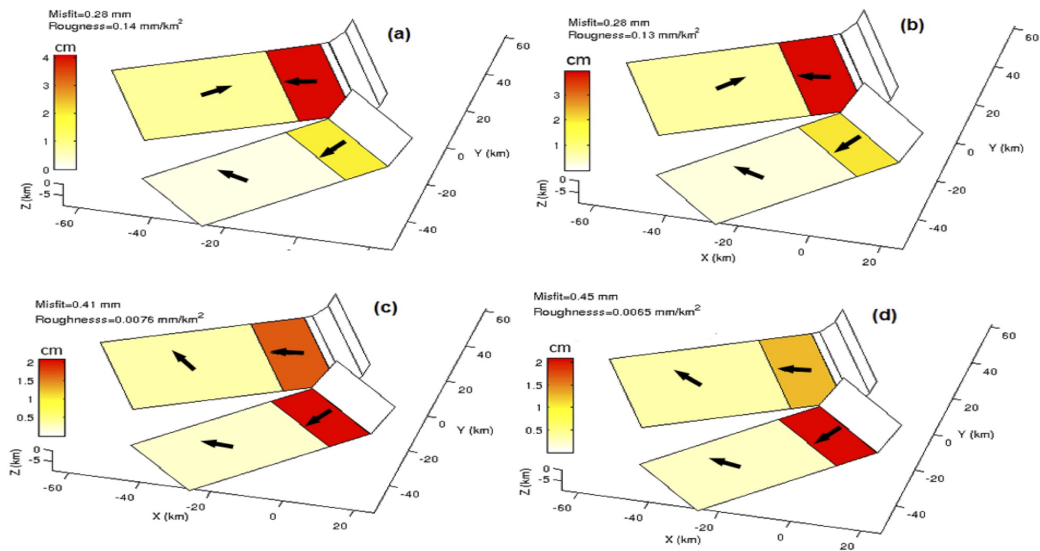 Misfit=0.28 mm
Rougness=0.14 mm/km²
(a)
cm
4
3
2
1
0
Z (km)
0
-5
-60
-40
-20
0
-40
-20
0
20
40
60
Y (km)
Misfit=0.28 mm
Rougness=0.13 mm/km²
(b)
cm
3
2
1
0
Z (km)
0
-5
-60
-40
-20
0
20
X (km)
-40
-20
0
20
40
60
Y (km)
Misfit=0.41 mm
Roughnesss=0.0076 mm/km²
(c)
cm
2
1.5
1
0.5
Z (km)
0
-5
-60
-40
-20
0
20
X (km)
-40
-20
0
20
40
60
Y (km)
Misfit=0.45 mm
Roughnesss=0.0065 mm/km²
(d)
cm
2
1.5
1
0.5
Z (km)
0
-5
-60
-40
-20
0
20
X (km)
-40
-20
0
20
40
60
Y (km)